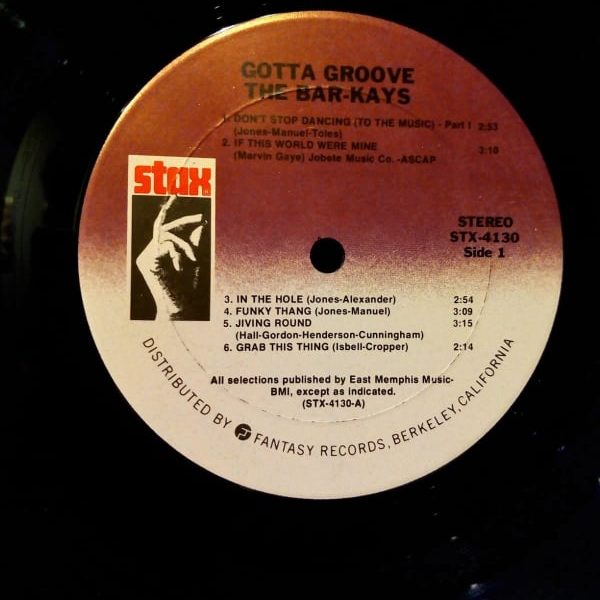 GOTTA GROOVE
THE BAR-KAYS
1. DON'T STOP DANCING (TO THE MUSIC) - Part I 2:53
(Jones-Manuel-Toles)
2. IF THIS WORLD WERE MINE 3:10
(Marvin Gaye) Jobete Music Co. -ASCAP
stax
STEREO
STX-4130
Side 1
3. IN THE HOLE (Jones-Alexander) 2:54
4. FUNKY THANG (Jones-Manuel) 3:09
5. JIVING ROUND 3:15
(Hall-Gordon-Henderson-Cunningham)
6. GRAB THIS THING (Isbell-Cropper) 2:14
All selections published by East Memphis Music-
BMI, except as indicated.
(STX-4130-A)
DISTRIBUTED BY FANTASY RECORDS, BERKELEY, CALIFORNIA